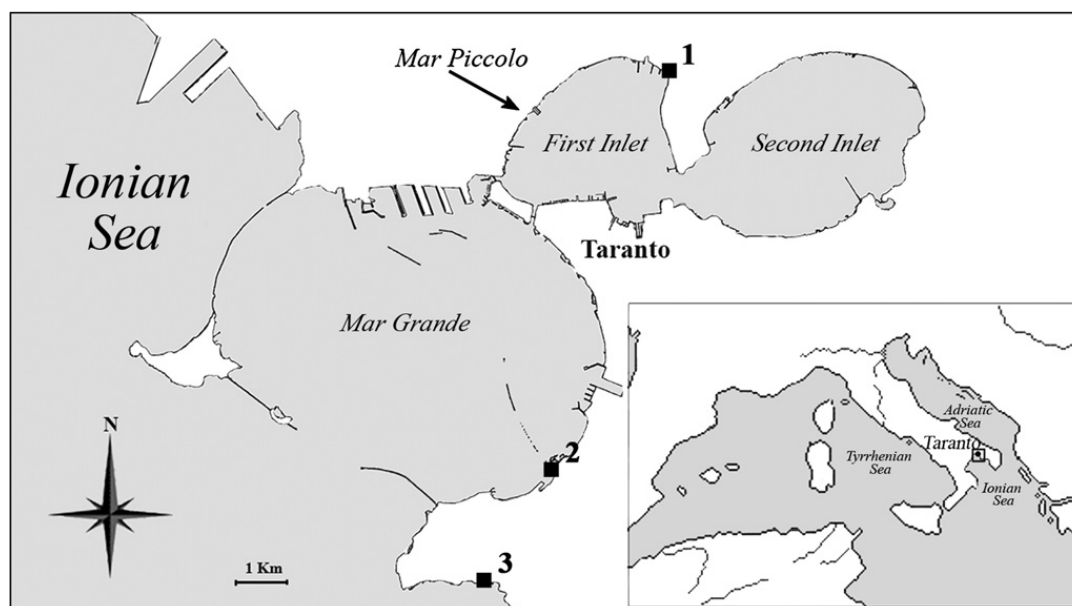 1
Mar Piccolo
First Inlet
Second Inlet
Ionian
Sea
Taranto
Mar Grande
N
2
3
1 Km
Adriatic
Sea
Taranto
Tyrrhenian
Sea
Ionian
Sea